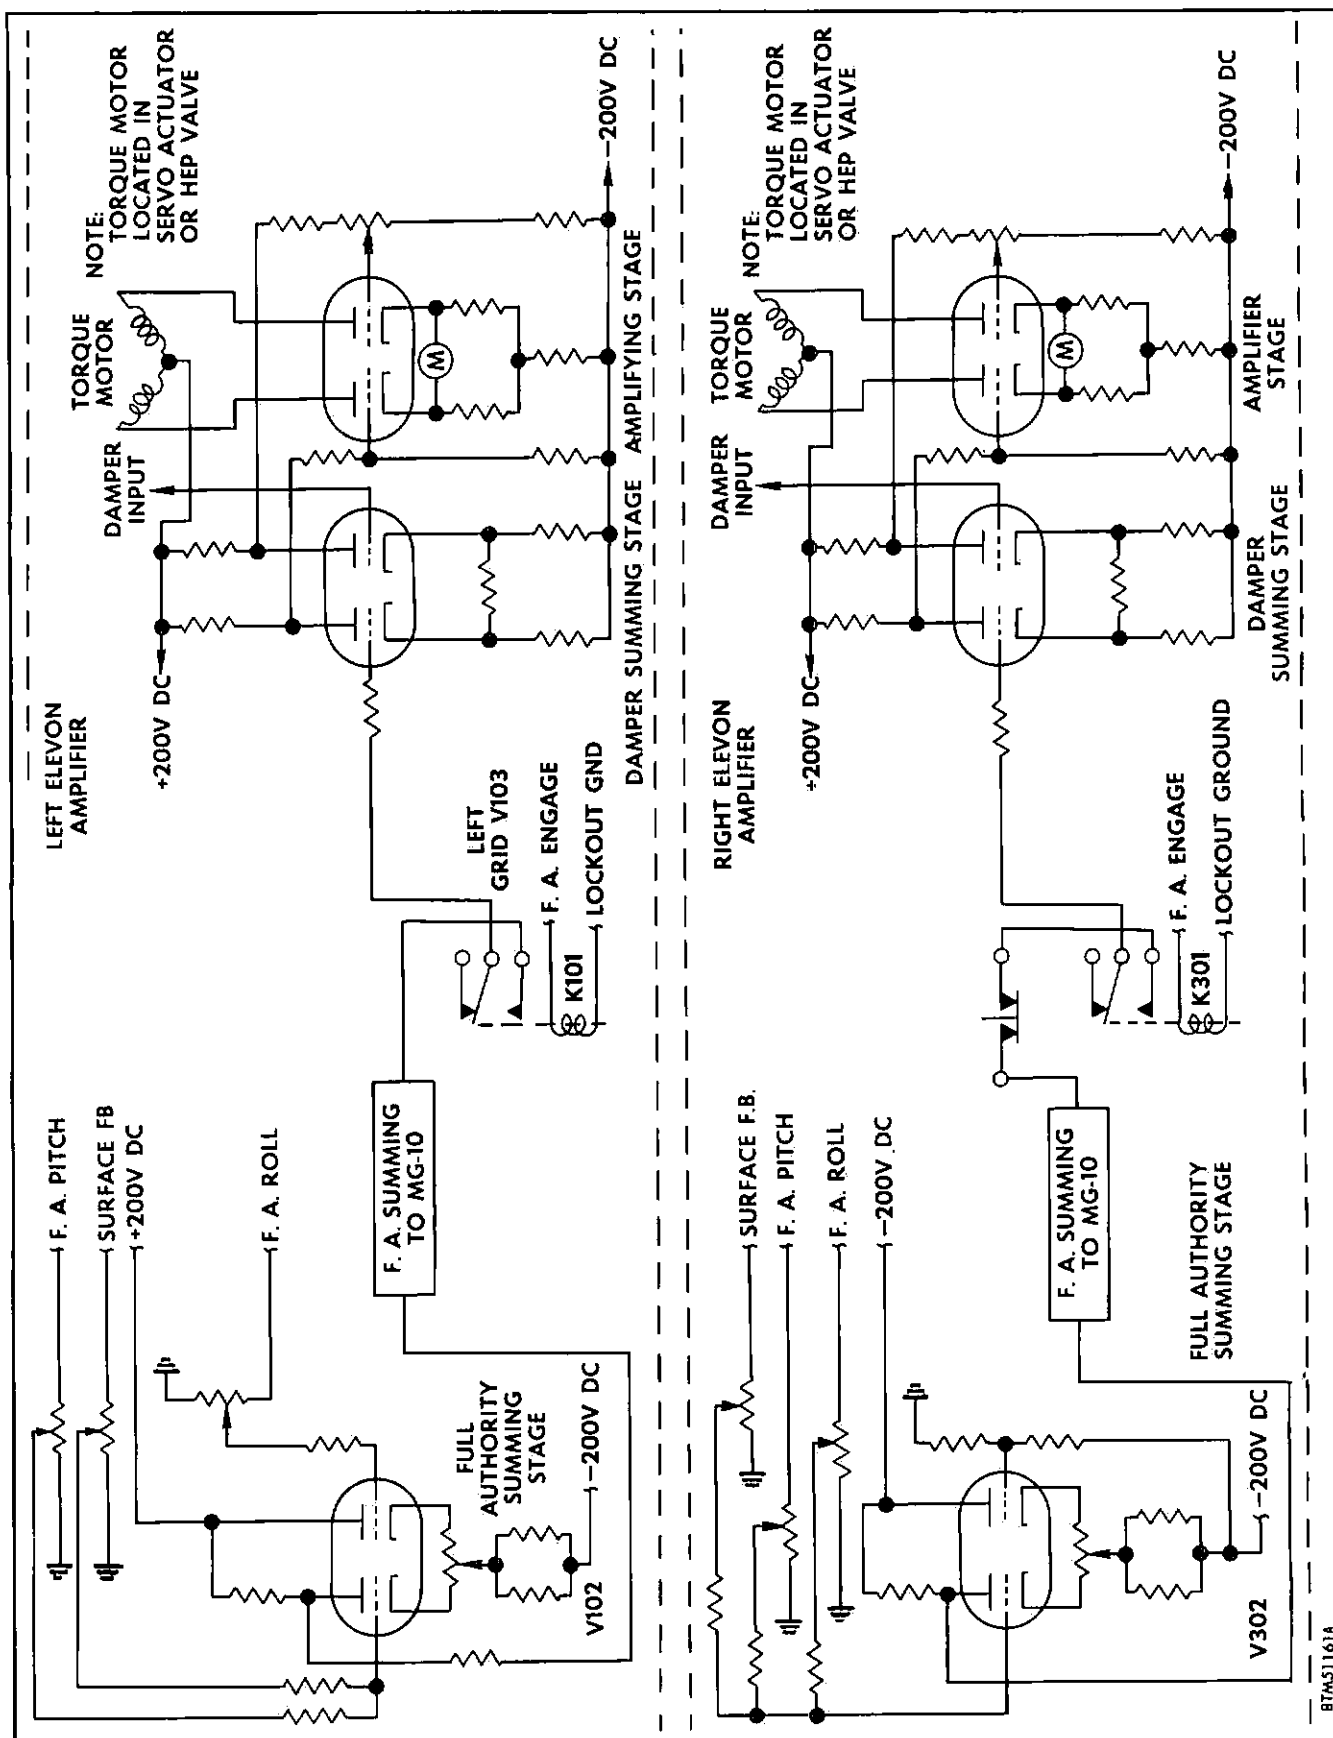 LEFT ELEVON
AMPLIFIER
F. A. PITCH
SURFACE FB
+200V DC
F. A. ROLL
FULL
AUTHORITY
SUMMING
STAGE
V102
-200V DC
F. A. SUMMING
TO MG-10
LEFT
GRID V103
F. A. ENGAGE
K101
LOCKOUT GND
+200V DC
DAMPER
INPUT
TORQUE
MOTOR
NOTE:
TORQUE MOTOR
LOCATED IN
SERVO ACTUATOR
OR HEP VALVE
M
-200V DC
DAMPER SUMMING STAGE
AMPLIFYING STAGE
RIGHT ELEVON
AMPLIFIER
SURFACE F.B.
F. A. PITCH
F. A. ROLL
-200V DC
FULL AUTHORITY
SUMMING STAGE
V302
-200V DC
F. A. SUMMING
TO MG-10
F. A. ENGAGE
K301
LOCKOUT GROUND
+200V DC
DAMPER
INPUT
TORQUE
MOTOR
NOTE:
TORQUE MOTOR
LOCATED IN
SERVO ACTUATOR
OR HEP VALVE
M
-200V DC
DAMPER
SUMMING STAGE
AMPLIFIER
STAGE
BTM51161A